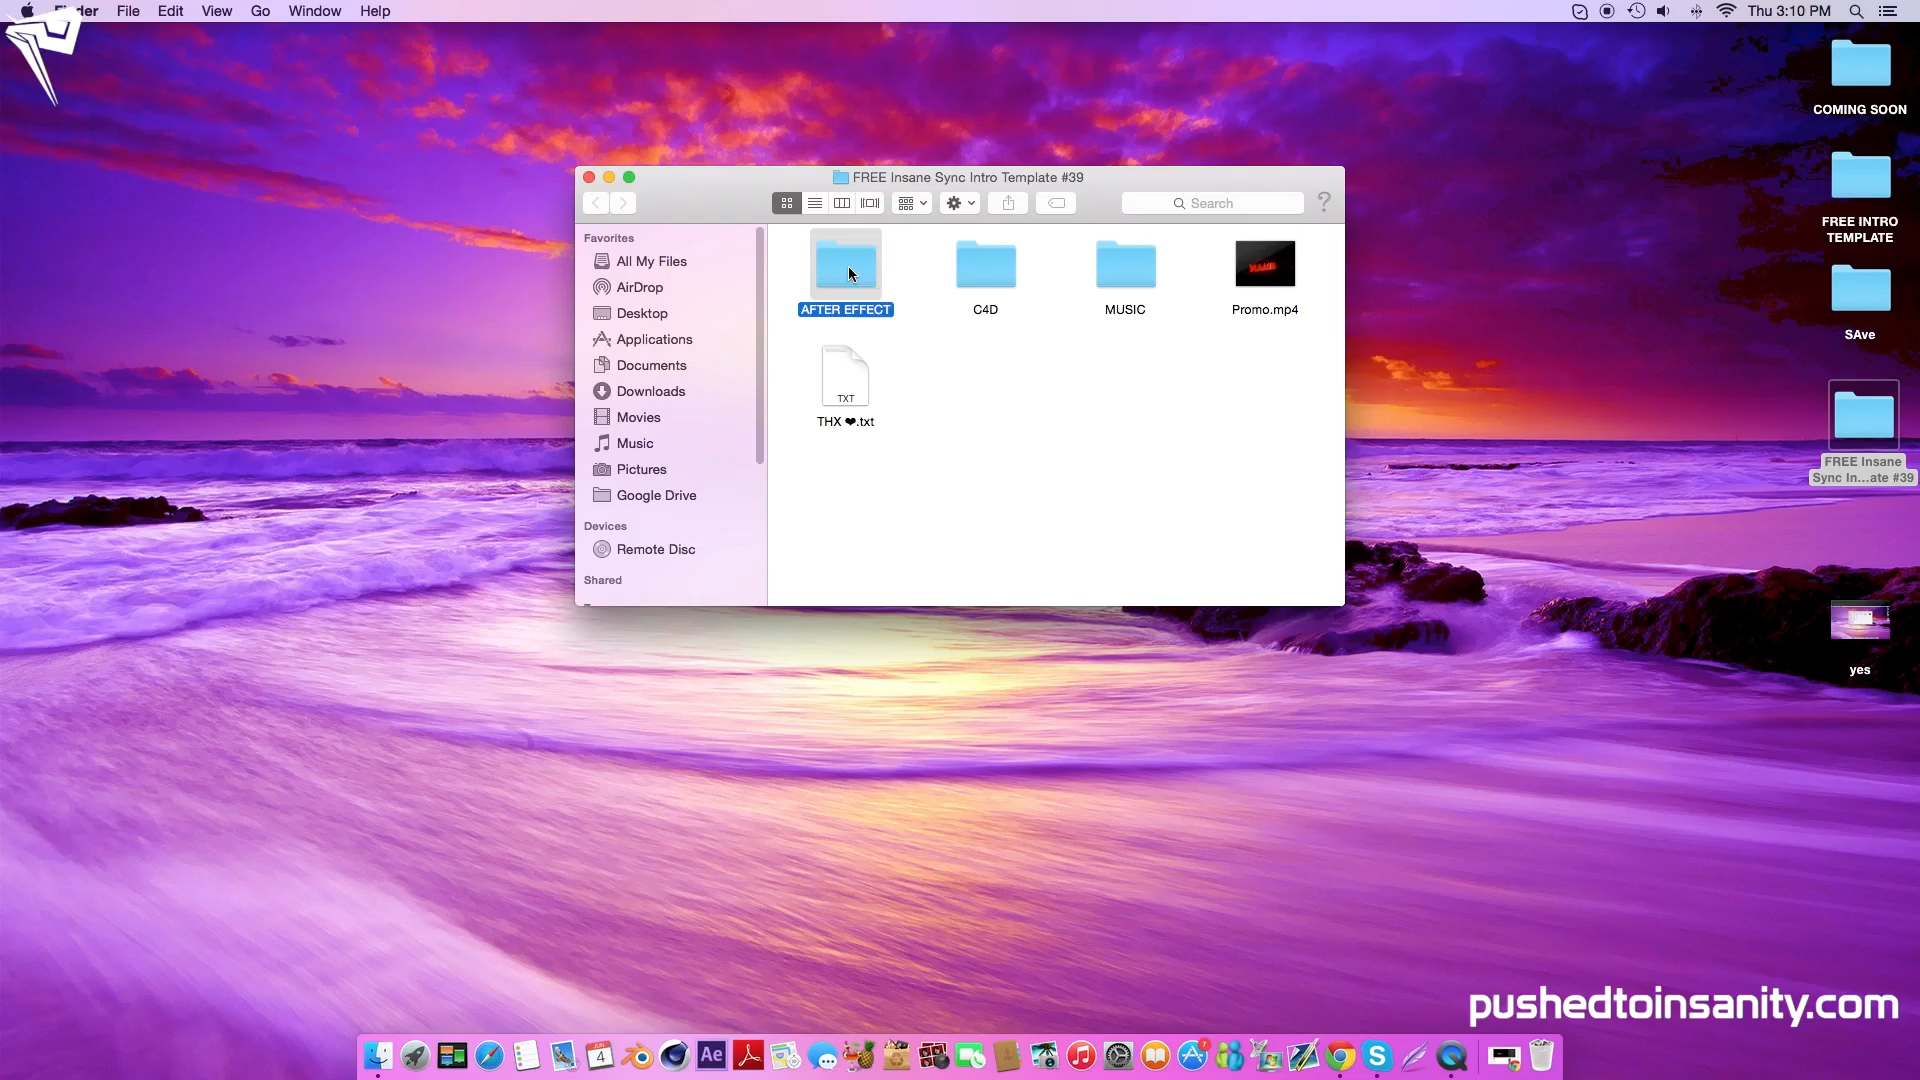 File Edit View Go Window Help
Thu 3:10 PM
COMING SOON
FREE INTRO
TEMPLATE
SAve
FREE Insane
Sync In...ate #39
yes
FREE Insane Sync Intro Template #39
Search
Favorites
All My Files
AirDrop
Desktop
Applications
Documents
Downloads
Movies
Music
Pictures
Google Drive
Devices
Remote Disc
Shared
AFTER EFFECT
C4D
MUSIC
Promo.mp4
TXT
THX ❤.txt
pushedtoinsanity.com
Ae